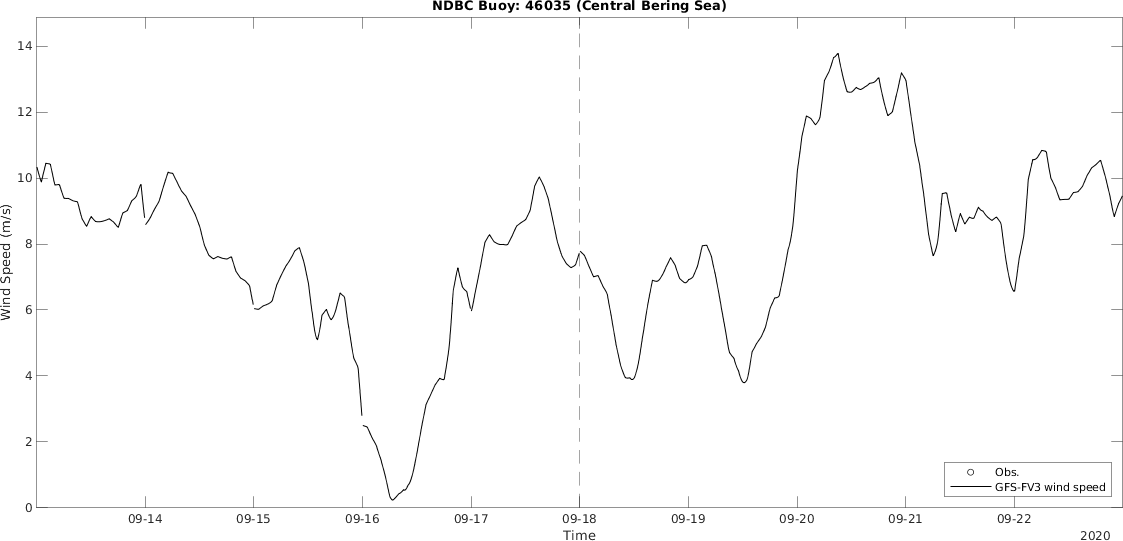 NDBC Buoy: 46035 (Central Bering Sea)
14
12
10
8
6
4
2
0
Wind Speed (m/s)
Obs.
GFS-FV3 wind speed
09-14 09-15 09-16 09-17 09-18 09-19 09-20 09-21 09-22
Time
2020